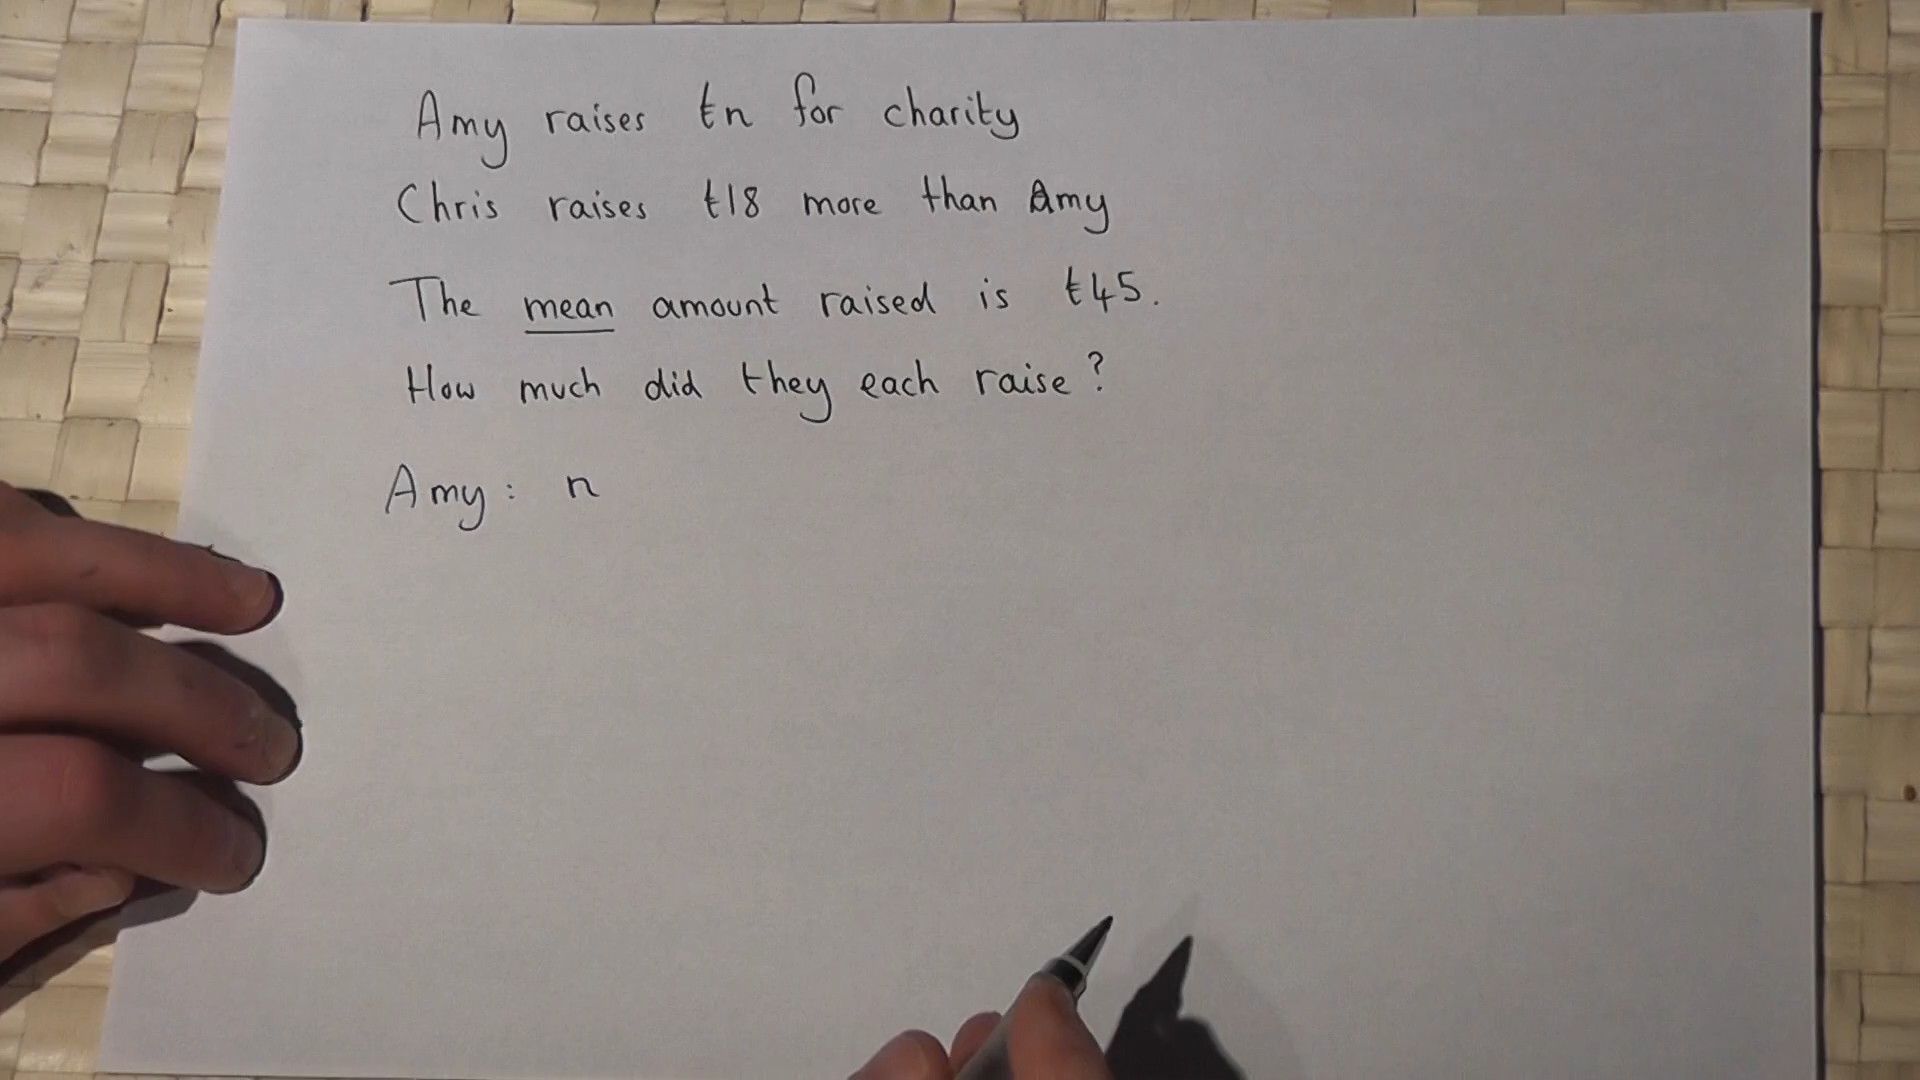 Amy raises £n for charity
Chris raises £18 more than Amy
The mean amount raised is £45.
How much did they each raise?
Amy: n